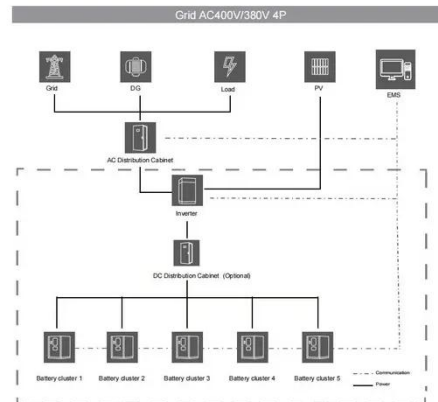 Grid AC400V/380V 4P
Grid
DG
Load
PV
EMS
AC Distribution Cabinet
Inverter
DC Distribution Cabinet (Optional)
Battery cluster 1
Battery cluster 2
Battery cluster 3
Battery cluster 4
Battery cluster 5
Communication
Power